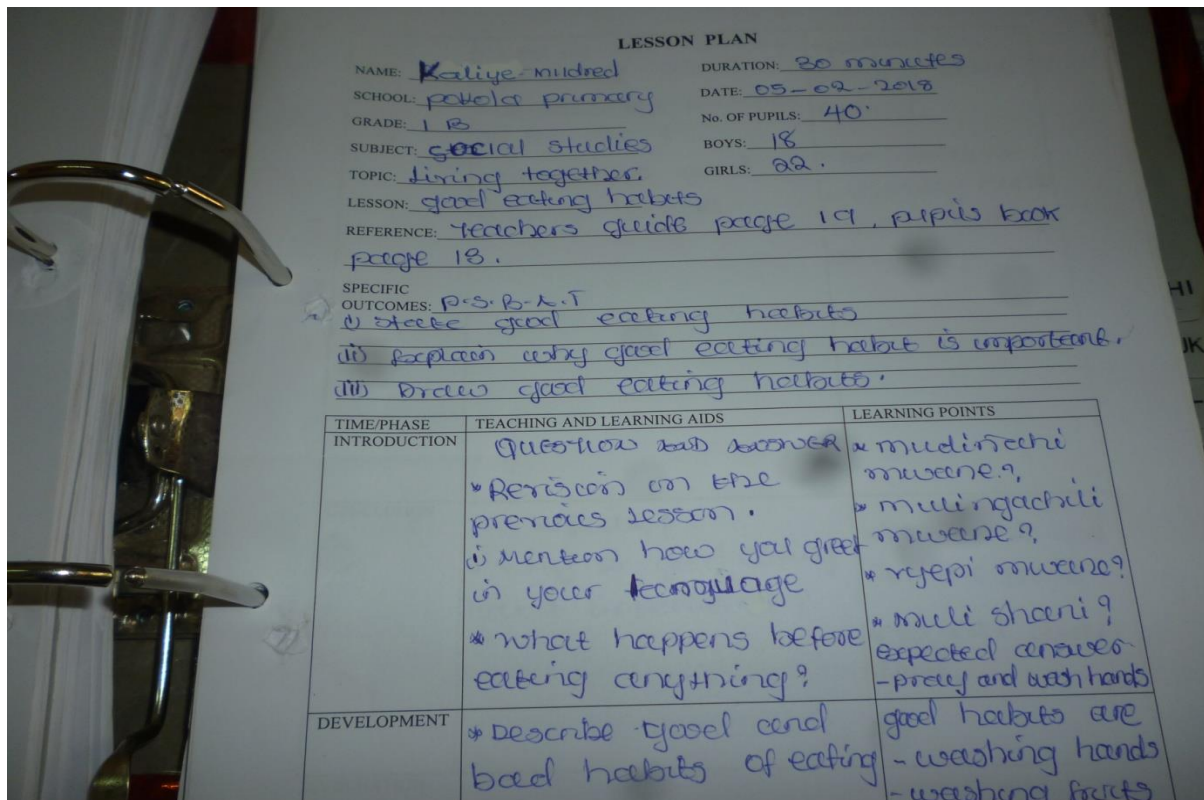 LESSON PLAN
NAME: Kaliye mildred DURATION: 30 minutes
SCHOOL: primary DATE: 05-02-2018
GRADE: 1 B No. OF PUPILS: 40
SUBJECT: social studies BOYS: 18
TOPIC: Living together. GIRLS: 22.
LESSON: good eating habits
REFERENCE: teachers guide page 19, pupils book
page 18.
SPECIFIC
OUTCOMES: P.S.B.A.T
(i) state good eating habits
(ii) Explain why good eating habit is important.
(iii) Draw good eating habits.
TIME/PHASE TEACHING AND LEARNING AIDS LEARNING POINTS
INTRODUCTION
Question and answer
* Revision on the
previous lesson.
(i) mention how you greet
in your language
* what happens before
eating anything?
* mudintechi
mwane?
* mulingachili
mwane?
* ryepi mwane?
* muli shani?
expected answer
- pray and wash hands
DEVELOPMENT
* Describe good and
bad habits of eating
good habits are
- washing hands
- washing fruits
HI
JK